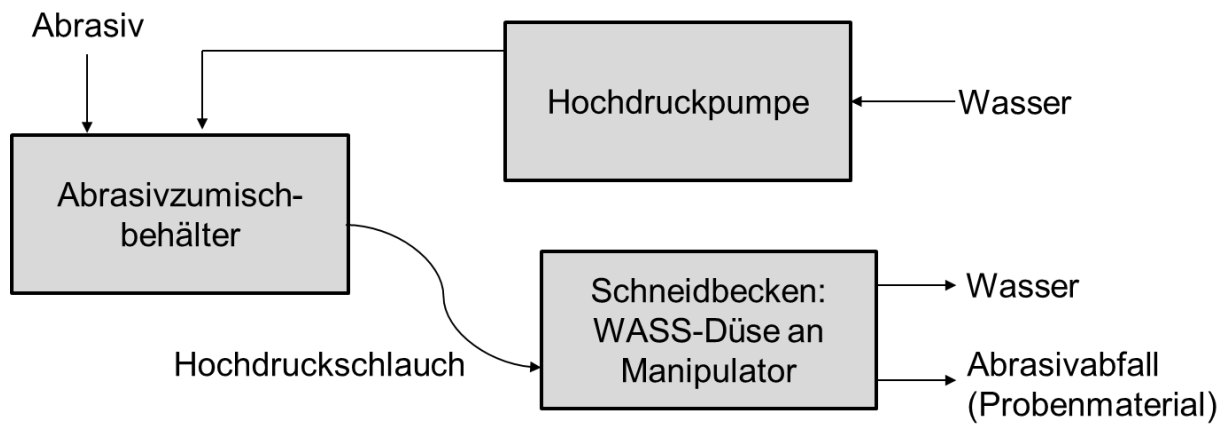 Abrasiv
Hochdruckpumpe
Wasser
Abrasivzumisch-
behälter
Hochdruckschlauch
Schneidbecken:
WASS-Düse an
Manipulator
Wasser
Abrasivabfall
(Probenmaterial)